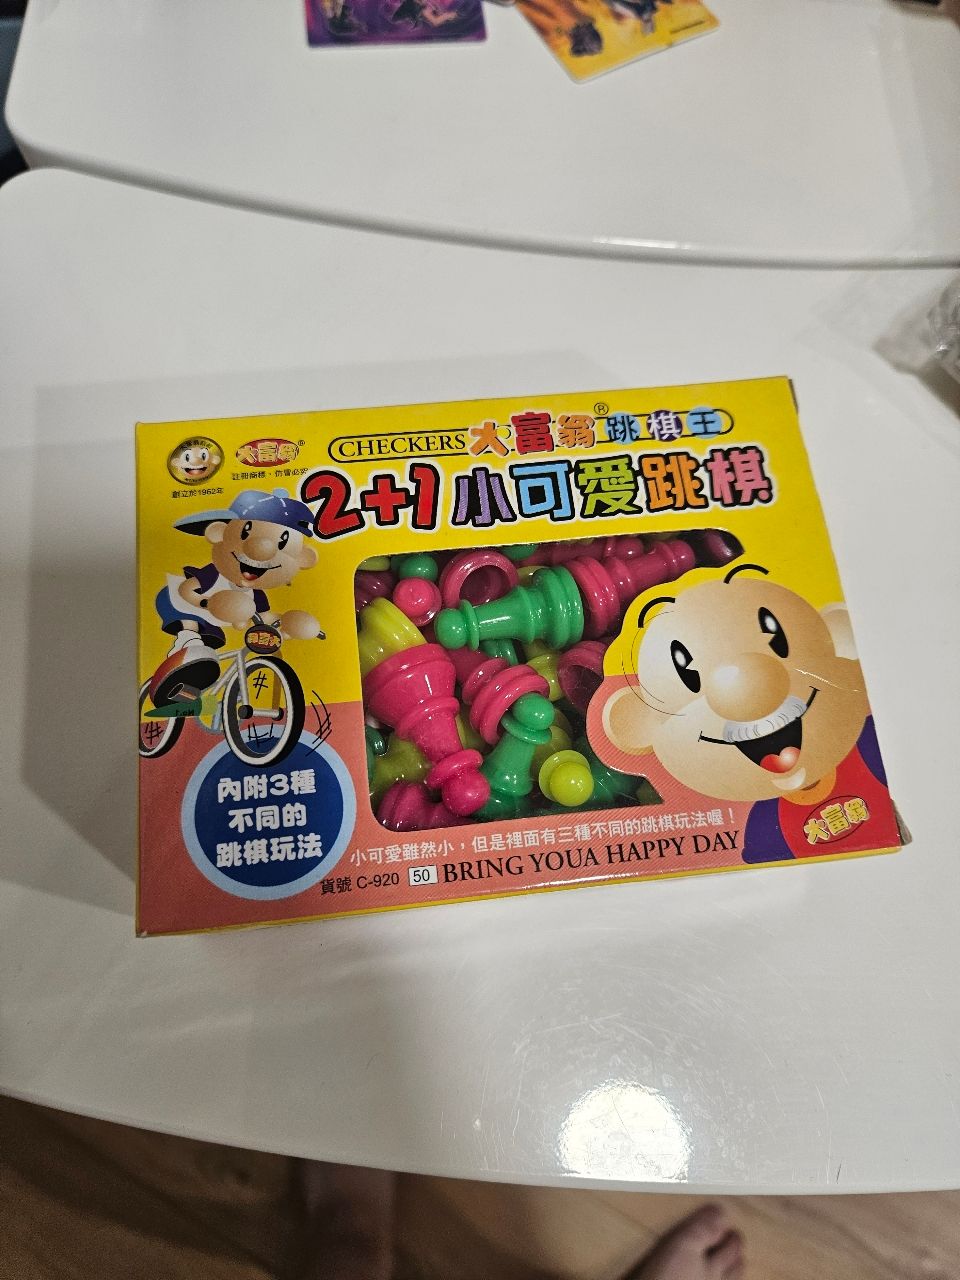 CHECKERS 大富翁® 跳棋王
大富翁®
註冊商標、仿冒必究
創立於1962年
2+1小可愛跳棋
大富翁
內附3種
不同的
跳棋玩法
小可愛雖然小，但是裡面有三種不同的跳棋玩法喔！
貨號 C-920 50 BRING YOUA HAPPY DAY
大富翁